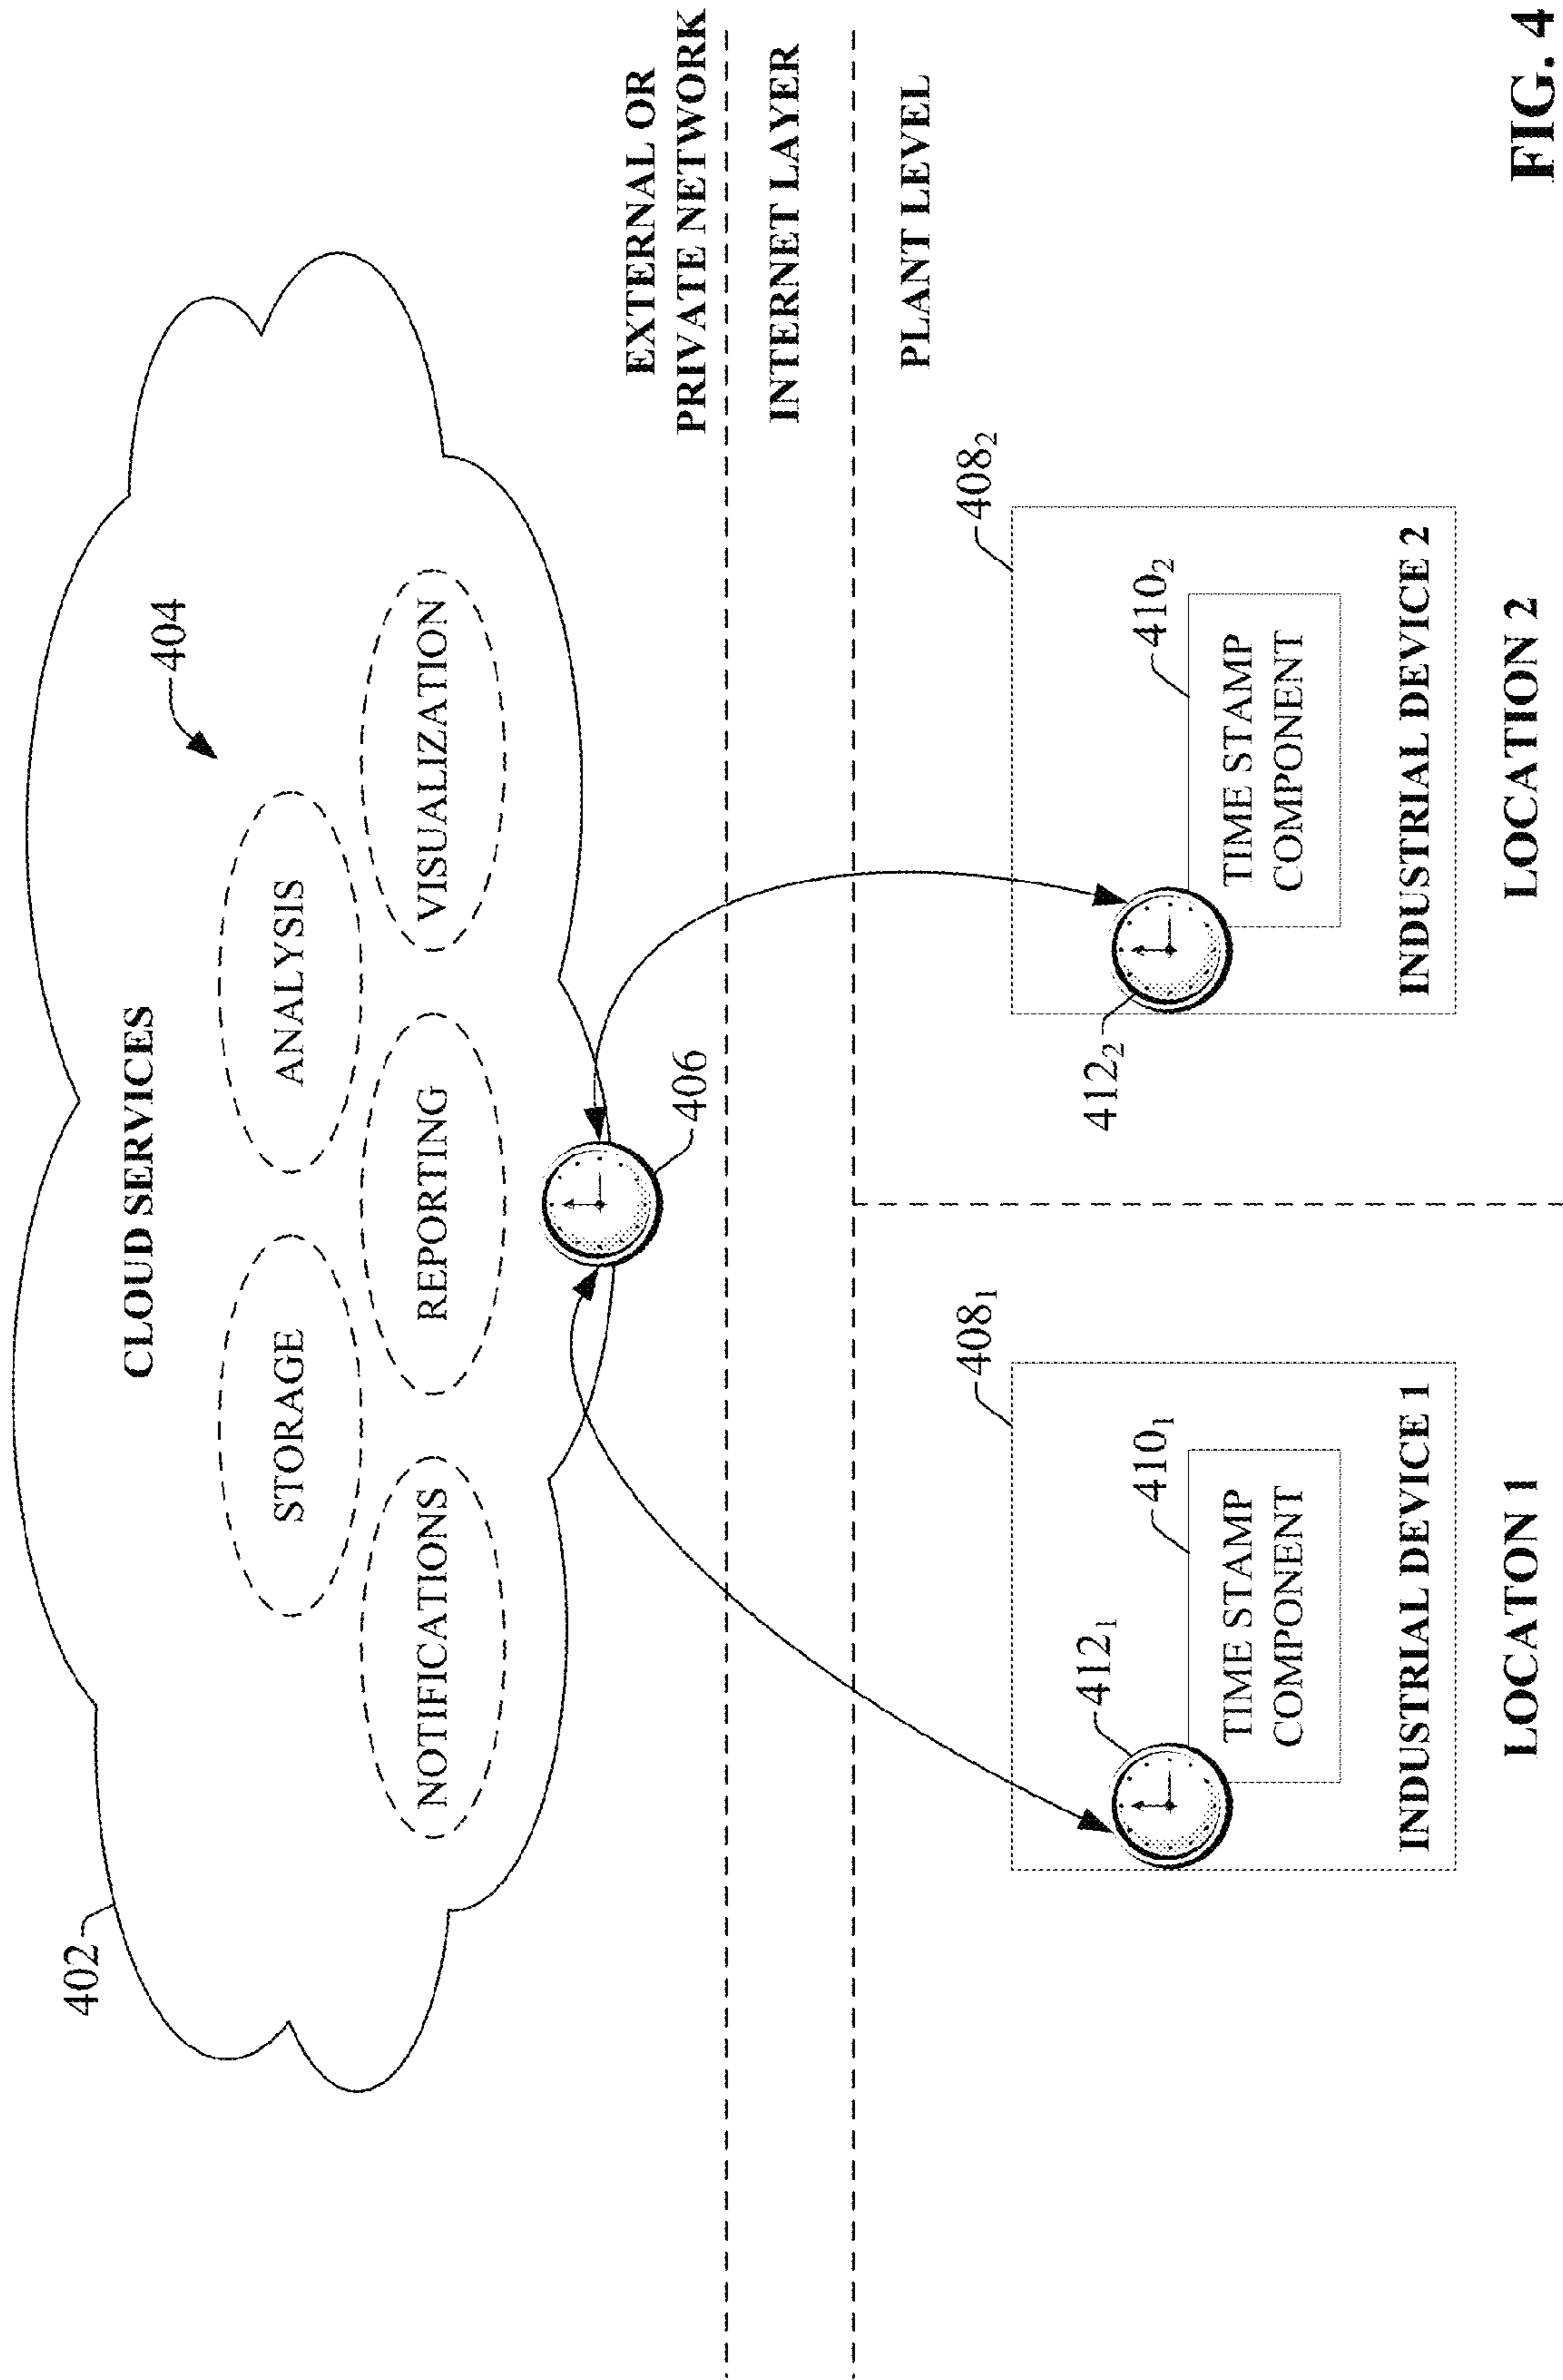 402
CLOUD SERVICES
404
STORAGE
ANALYSIS
NOTIFICATIONS
REPORTING
VISUALIZATION
406
EXTERNAL OR
PRIVATE NETWORK
INTERNET LAYER
PLANT LEVEL
408₁
412₁
410₁
TIME STAMP
COMPONENT
INDUSTRIAL DEVICE 1
LOCATON 1
408₂
412₂
410₂
TIME STAMP
COMPONENT
INDUSTRIAL DEVICE 2
LOCATION 2
FIG. 4